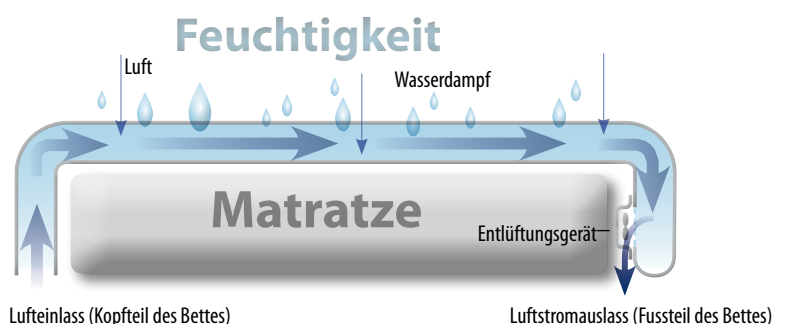 Feuchtigkeit
Luft
Wasserdampf
Matratze
Entlüftungsgerät
Lufteinlass (Kopfteil des Bettes)
Luftstromauslass (Fussteil des Bettes)